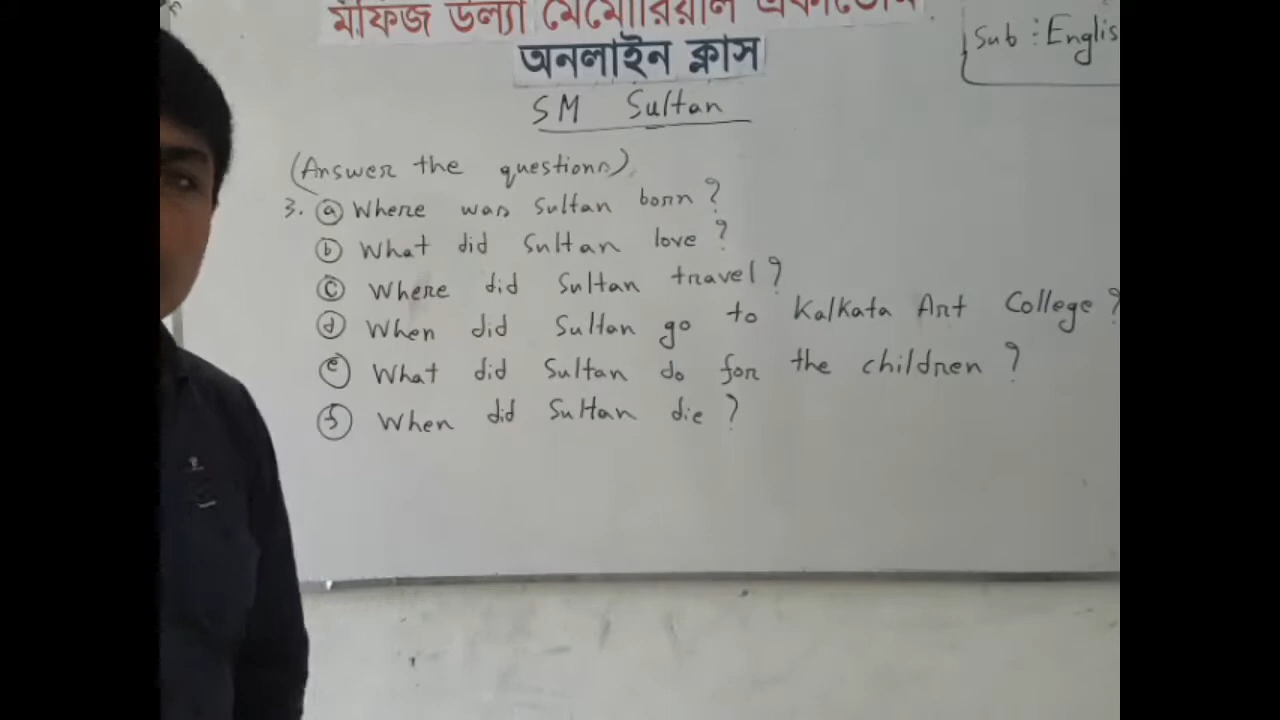 মফিজ উল্যা মেমোরিয়াল একাডেমি
অনলাইন ক্লাস
Sub : Englis
SM Sultan
(Answer the questions)
3. (a) Where was Sultan born?
(b) What did Sultan love?
(c) Where did Sultan travel?
(d) When did Sultan go to Kalkata Art College?
(e) What did Sultan do for the children?
(f) When did Sultan die?